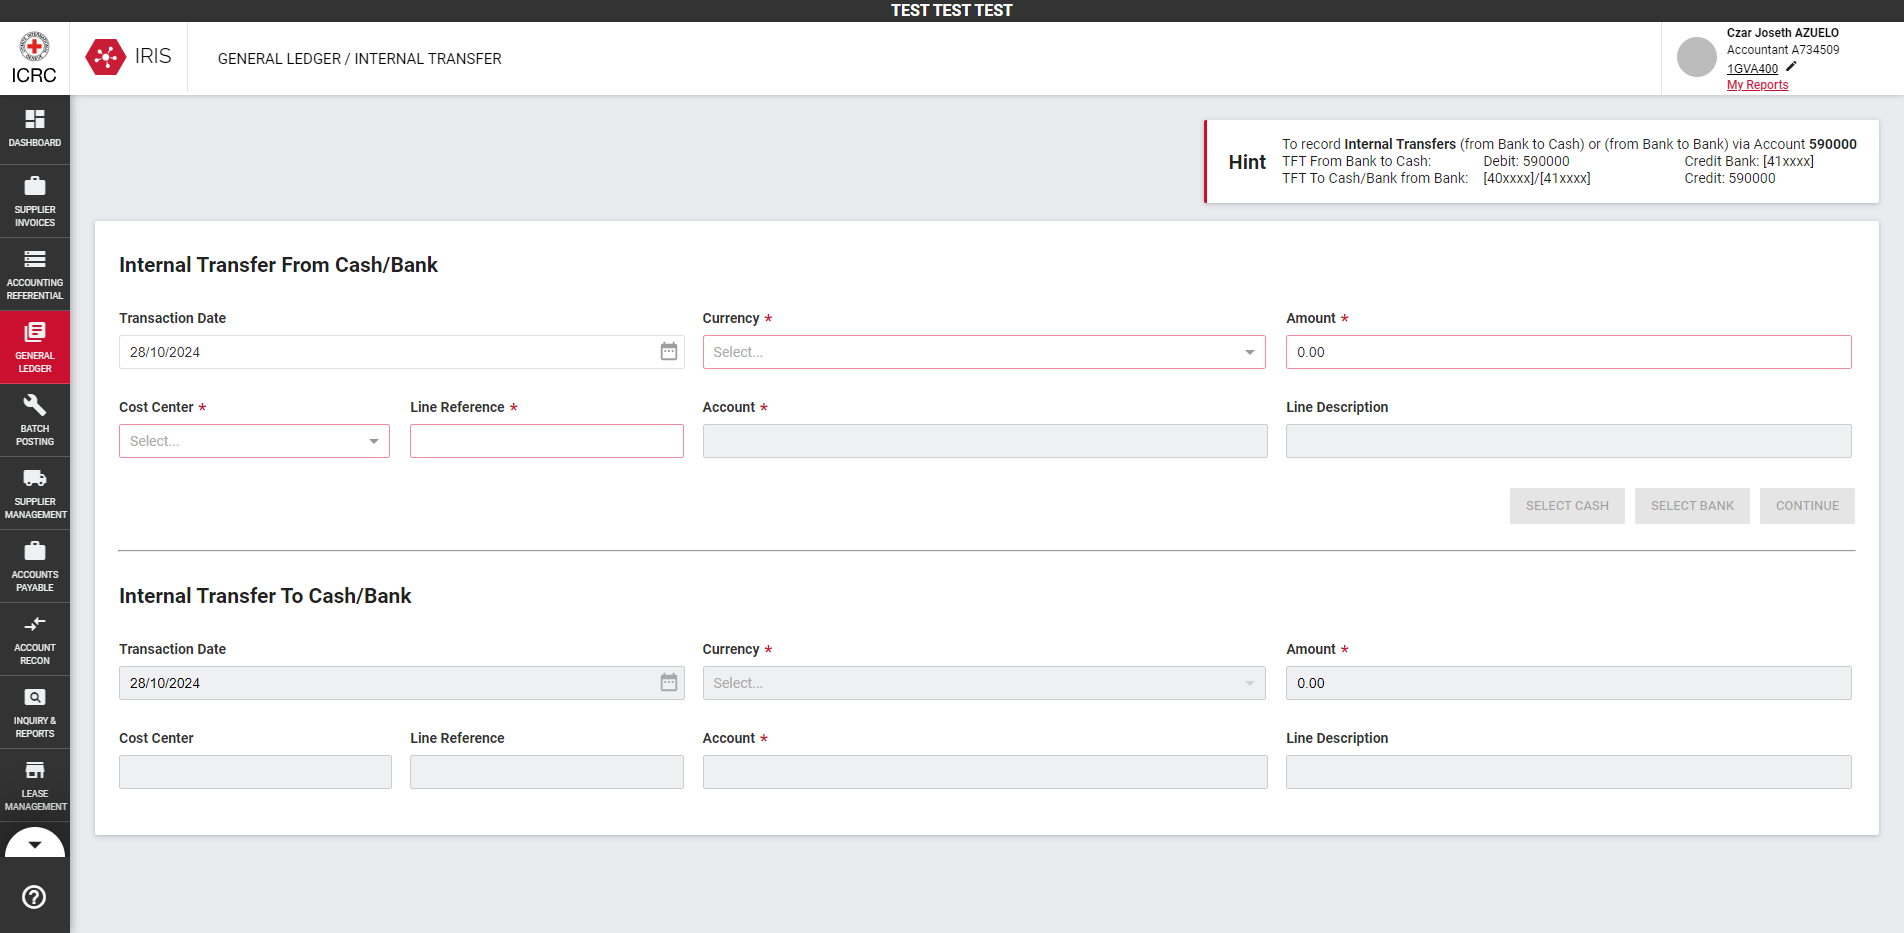 TEST TEST TEST
ICRC
IRIS
GENERAL LEDGER / INTERNAL TRANSFER
Czar Joseth AZUELO
Accountant A734509
1GVA400
My Reports
DASHBOARD
SUPPLIER
INVOICES
ACCOUNTING
REFERENTIAL
GENERAL
LEDGER
BATCH
POSTING
SUPPLIER
MANAGEMENT
ACCOUNTS
PAYABLE
ACCOUNT
RECON
INQUIRY &
REPORTS
LEASE
MANAGEMENT
Hint
To record Internal Transfers (from Bank to Cash) or (from Bank to Bank) via Account 590000
TFT From Bank to Cash: Debit: 590000 Credit Bank: [41xxxx]
TFT To Cash/Bank from Bank: [40xxxx]/[41xxxx] Credit: 590000
Internal Transfer From Cash/Bank
Transaction Date Currency * Amount *
28/10/2024 Select... 0.00
Cost Center * Line Reference * Account * Line Description
Select...
SELECT CASH SELECT BANK CONTINUE
Internal Transfer To Cash/Bank
Transaction Date Currency * Amount *
28/10/2024 Select... 0.00
Cost Center Line Reference Account * Line Description